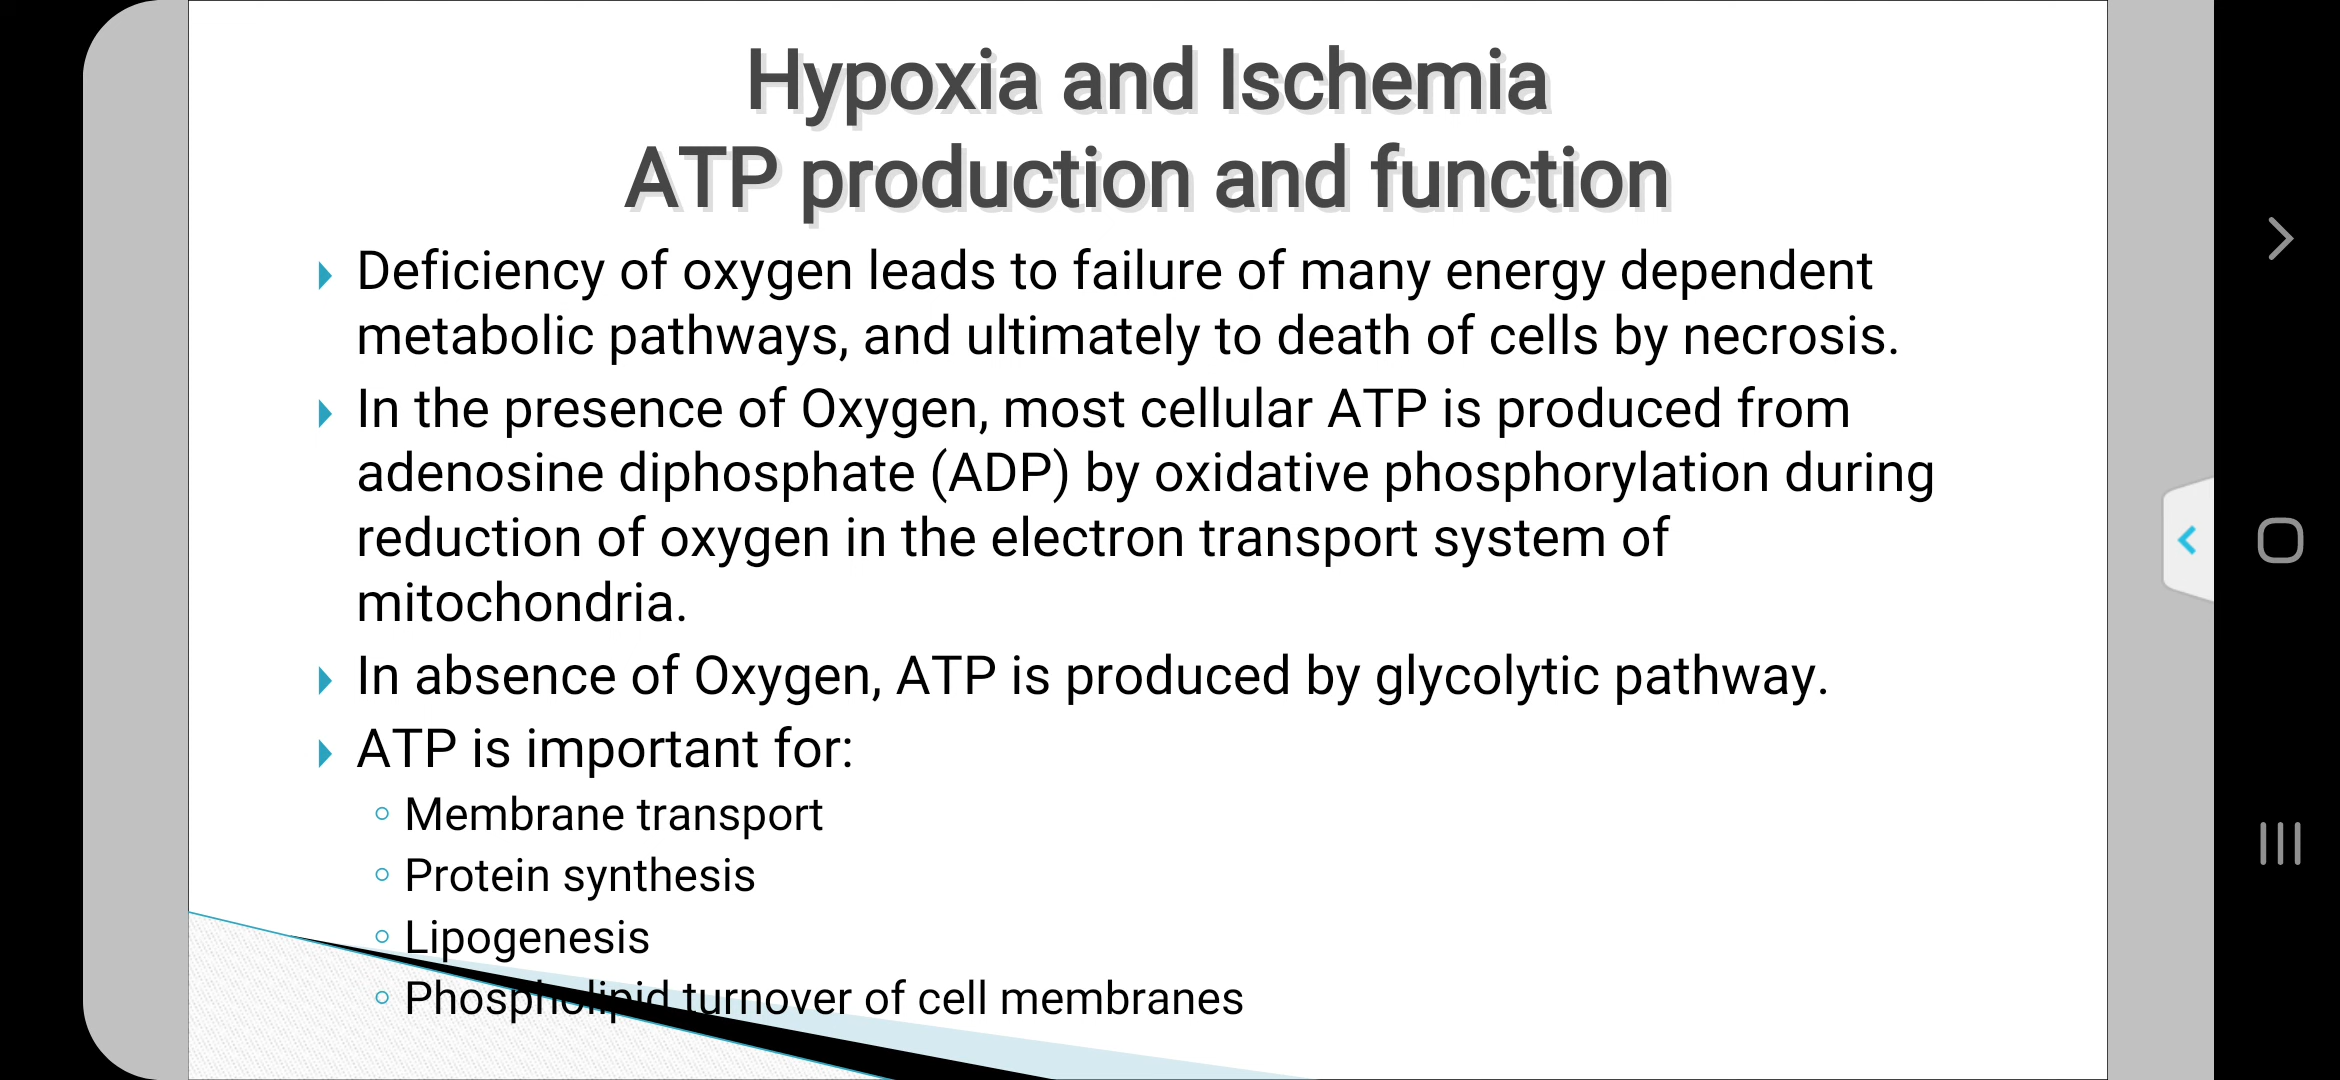 Hypoxia and Ischemia
ATP production and function
Deficiency of oxygen leads to failure of many energy dependent
metabolic pathways, and ultimately to death of cells by necrosis.
In the presence of Oxygen, most cellular ATP is produced from
adenosine diphosphate (ADP) by oxidative phosphorylation during
reduction of oxygen in the electron transport system of
mitochondria.
In absence of Oxygen, ATP is produced by glycolytic pathway.
ATP is important for:
Membrane transport
Protein synthesis
Lipogenesis
Phospholipid turnover of cell membranes